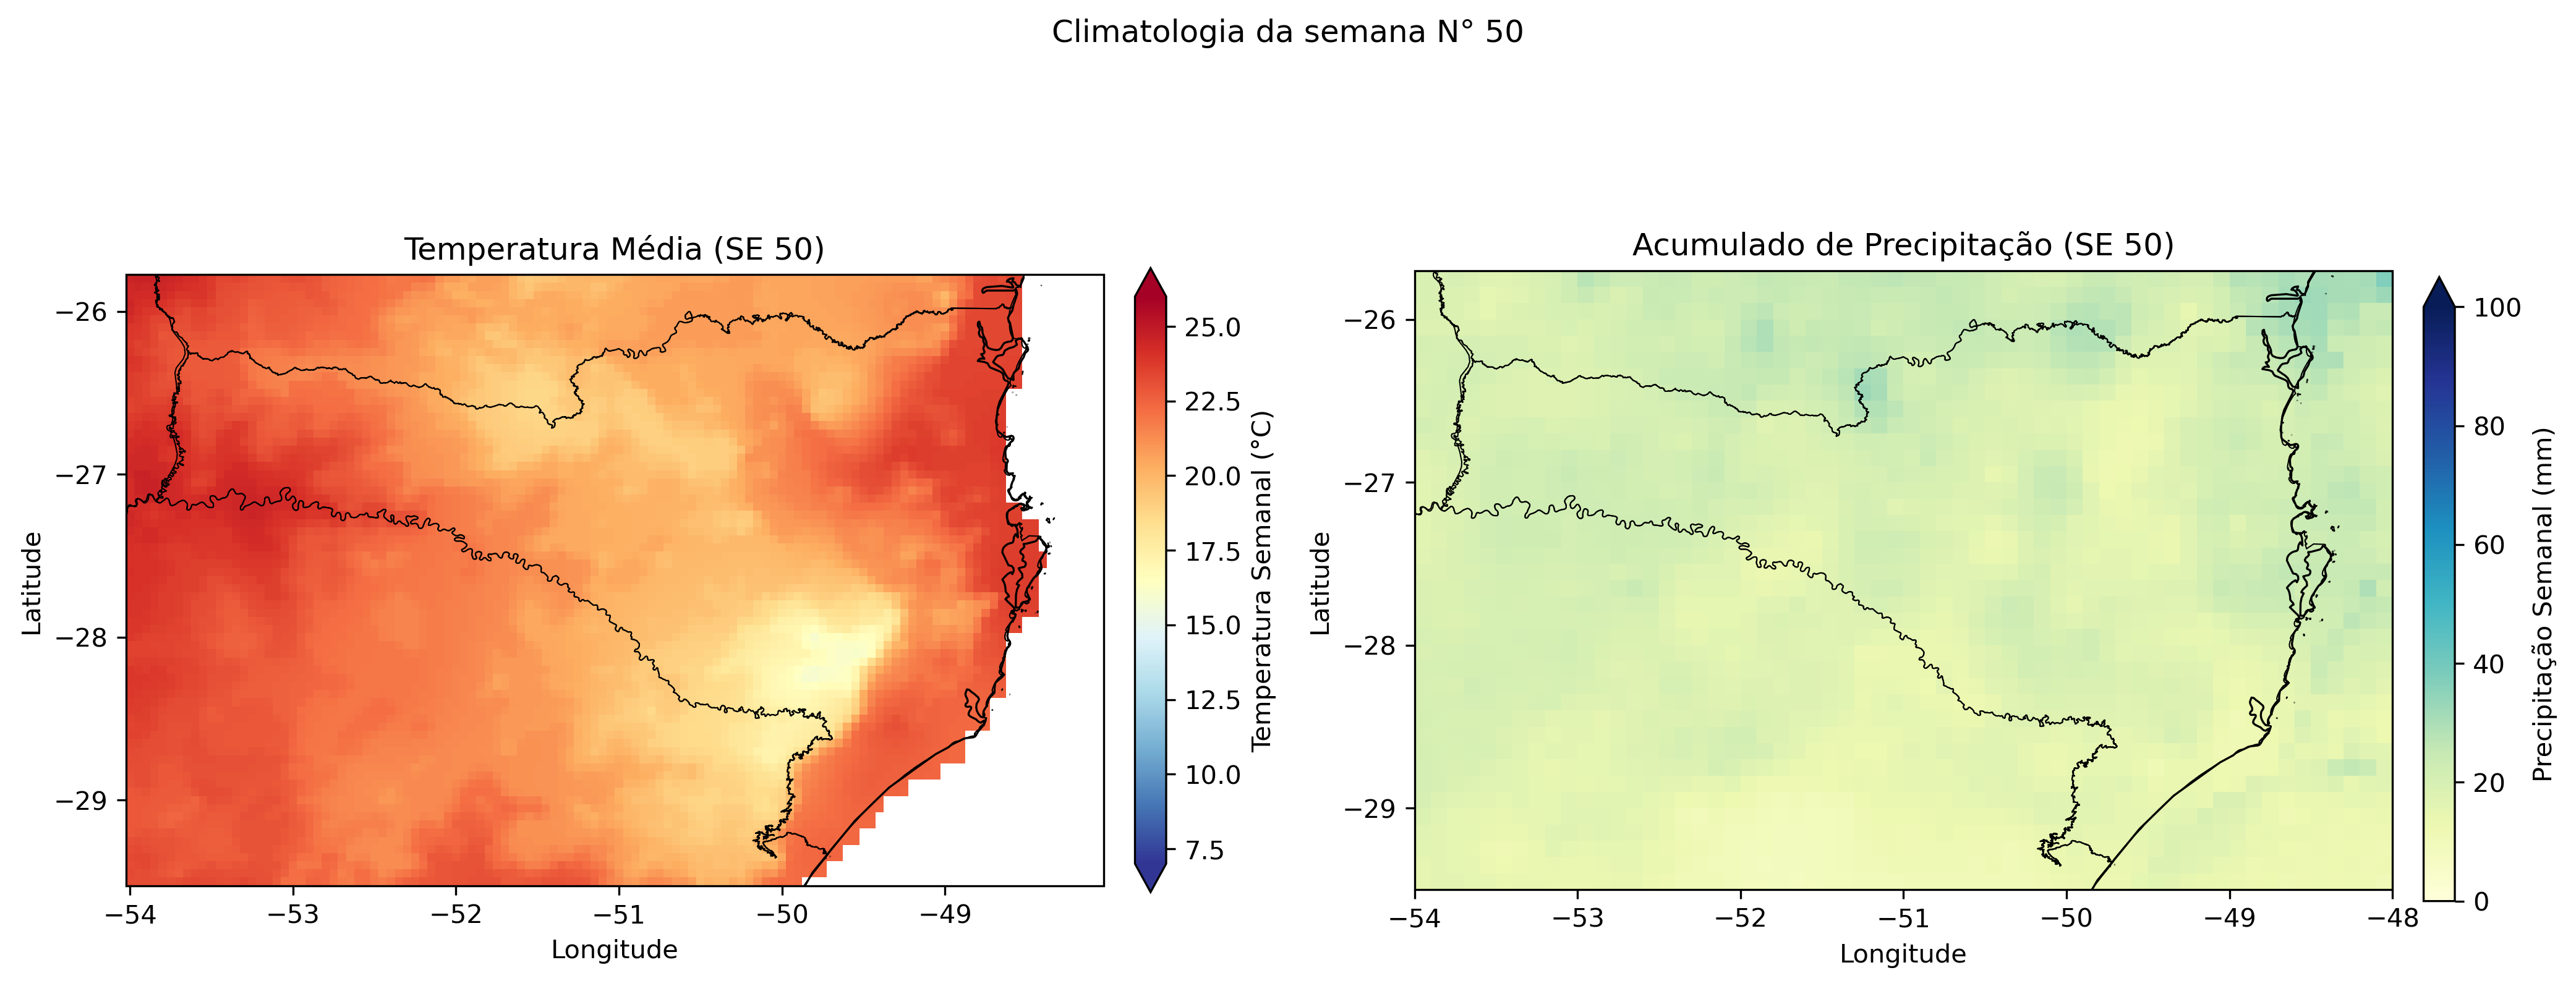 Climatologia da semana N° 50
Temperatura Média (SE 50)
−26
−27
−28
−29
Latitude
−54 −53 −52 −51 −50 −49
Longitude
25.0
22.5
20.0
17.5
15.0
12.5
10.0
7.5
Temperatura Semanal (°C)
Acumulado de Precipitação (SE 50)
−26
−27
−28
−29
Latitude
−54 −53 −52 −51 −50 −49 −48
Longitude
100
80
60
40
20
0
Precipitação Semanal (mm)